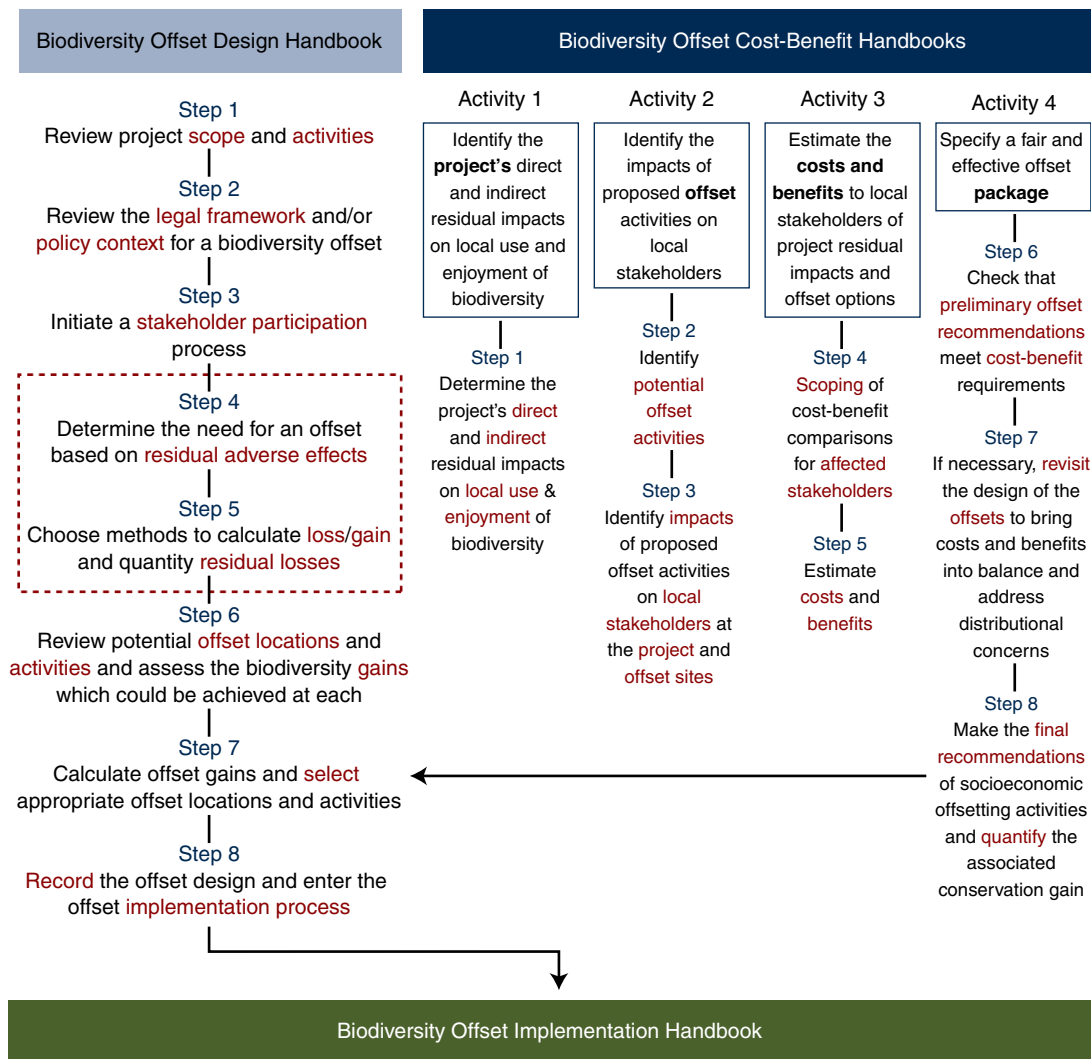 Biodiversity Offset Design Handbook
Step 1
Review project scope and activities
Step 2
Review the legal framework and/or
policy context for a biodiversity offset
Step 3
Initiate a stakeholder participation
process
Step 4
Determine the need for an offset
based on residual adverse effects
Step 5
Choose methods to calculate loss/gain
and quantity residual losses
Step 6
Review potential offset locations and
activities and assess the biodiversity gains
which could be achieved at each
Step 7
Calculate offset gains and select
appropriate offset locations and activities
Step 8
Record the offset design and enter the
offset implementation process
Biodiversity Offset Cost-Benefit Handbooks
Activity 1
Identify the
project's direct
and indirect
residual impacts
on local use and
enjoyment of
biodiversity
Step 1
Determine the
project's direct
and indirect
residual impacts
on local use &
enjoyment of
biodiversity
Activity 2
Identify the
impacts of
proposed offset
activities on
local
stakeholders
Step 2
Identify
potential
offset
activities
Step 3
Identify impacts
of proposed
offset activities
on local
stakeholders at
the project and
offset sites
Activity 3
Estimate the
costs and
benefits to local
stakeholders of
project residual
impacts and
offset options
Step 4
Scoping of
cost-benefit
comparisons
for affected
stakeholders
Step 5
Estimate
costs and
benefits
Activity 4
Specify a fair and
effective offset
package
Step 6
Check that
preliminary offset
recommendations
meet cost-benefit
requirements
Step 7
If necessary, revisit
the design of the
offsets to bring
costs and benefits
into balance and
address
distributional
concerns
Step 8
Make the final
recommendations
of socioeconomic
offsetting activities
and quantify the
associated
conservation gain
Biodiversity Offset Implementation Handbook